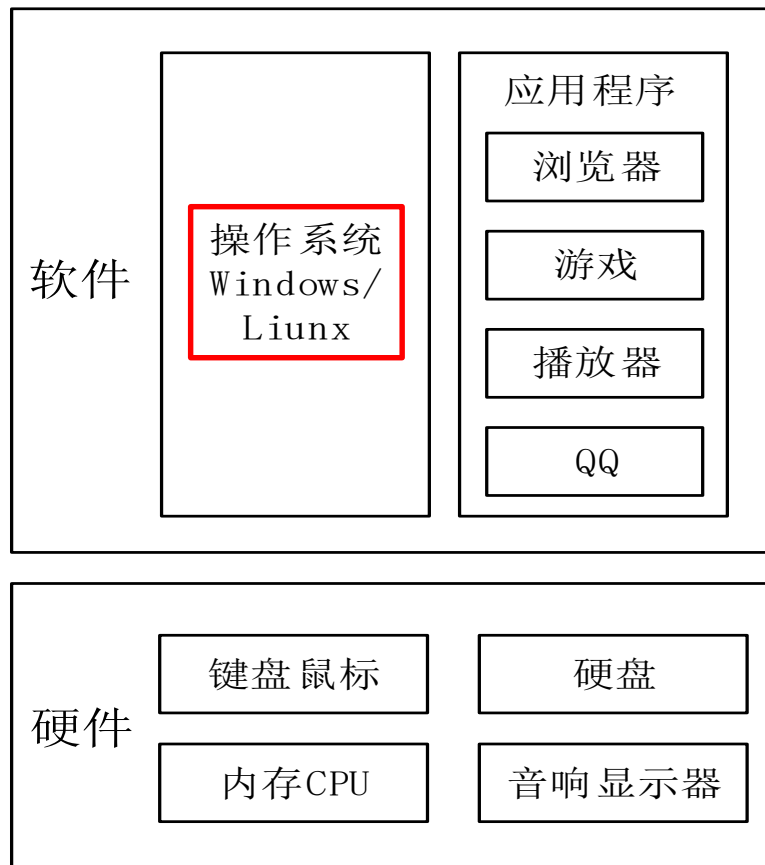 软件
操作系统
Windows/
Liunx
应用程序
浏览器
游戏
播放器
QQ
硬件
键盘鼠标
硬盘
内存CPU
音响显示器